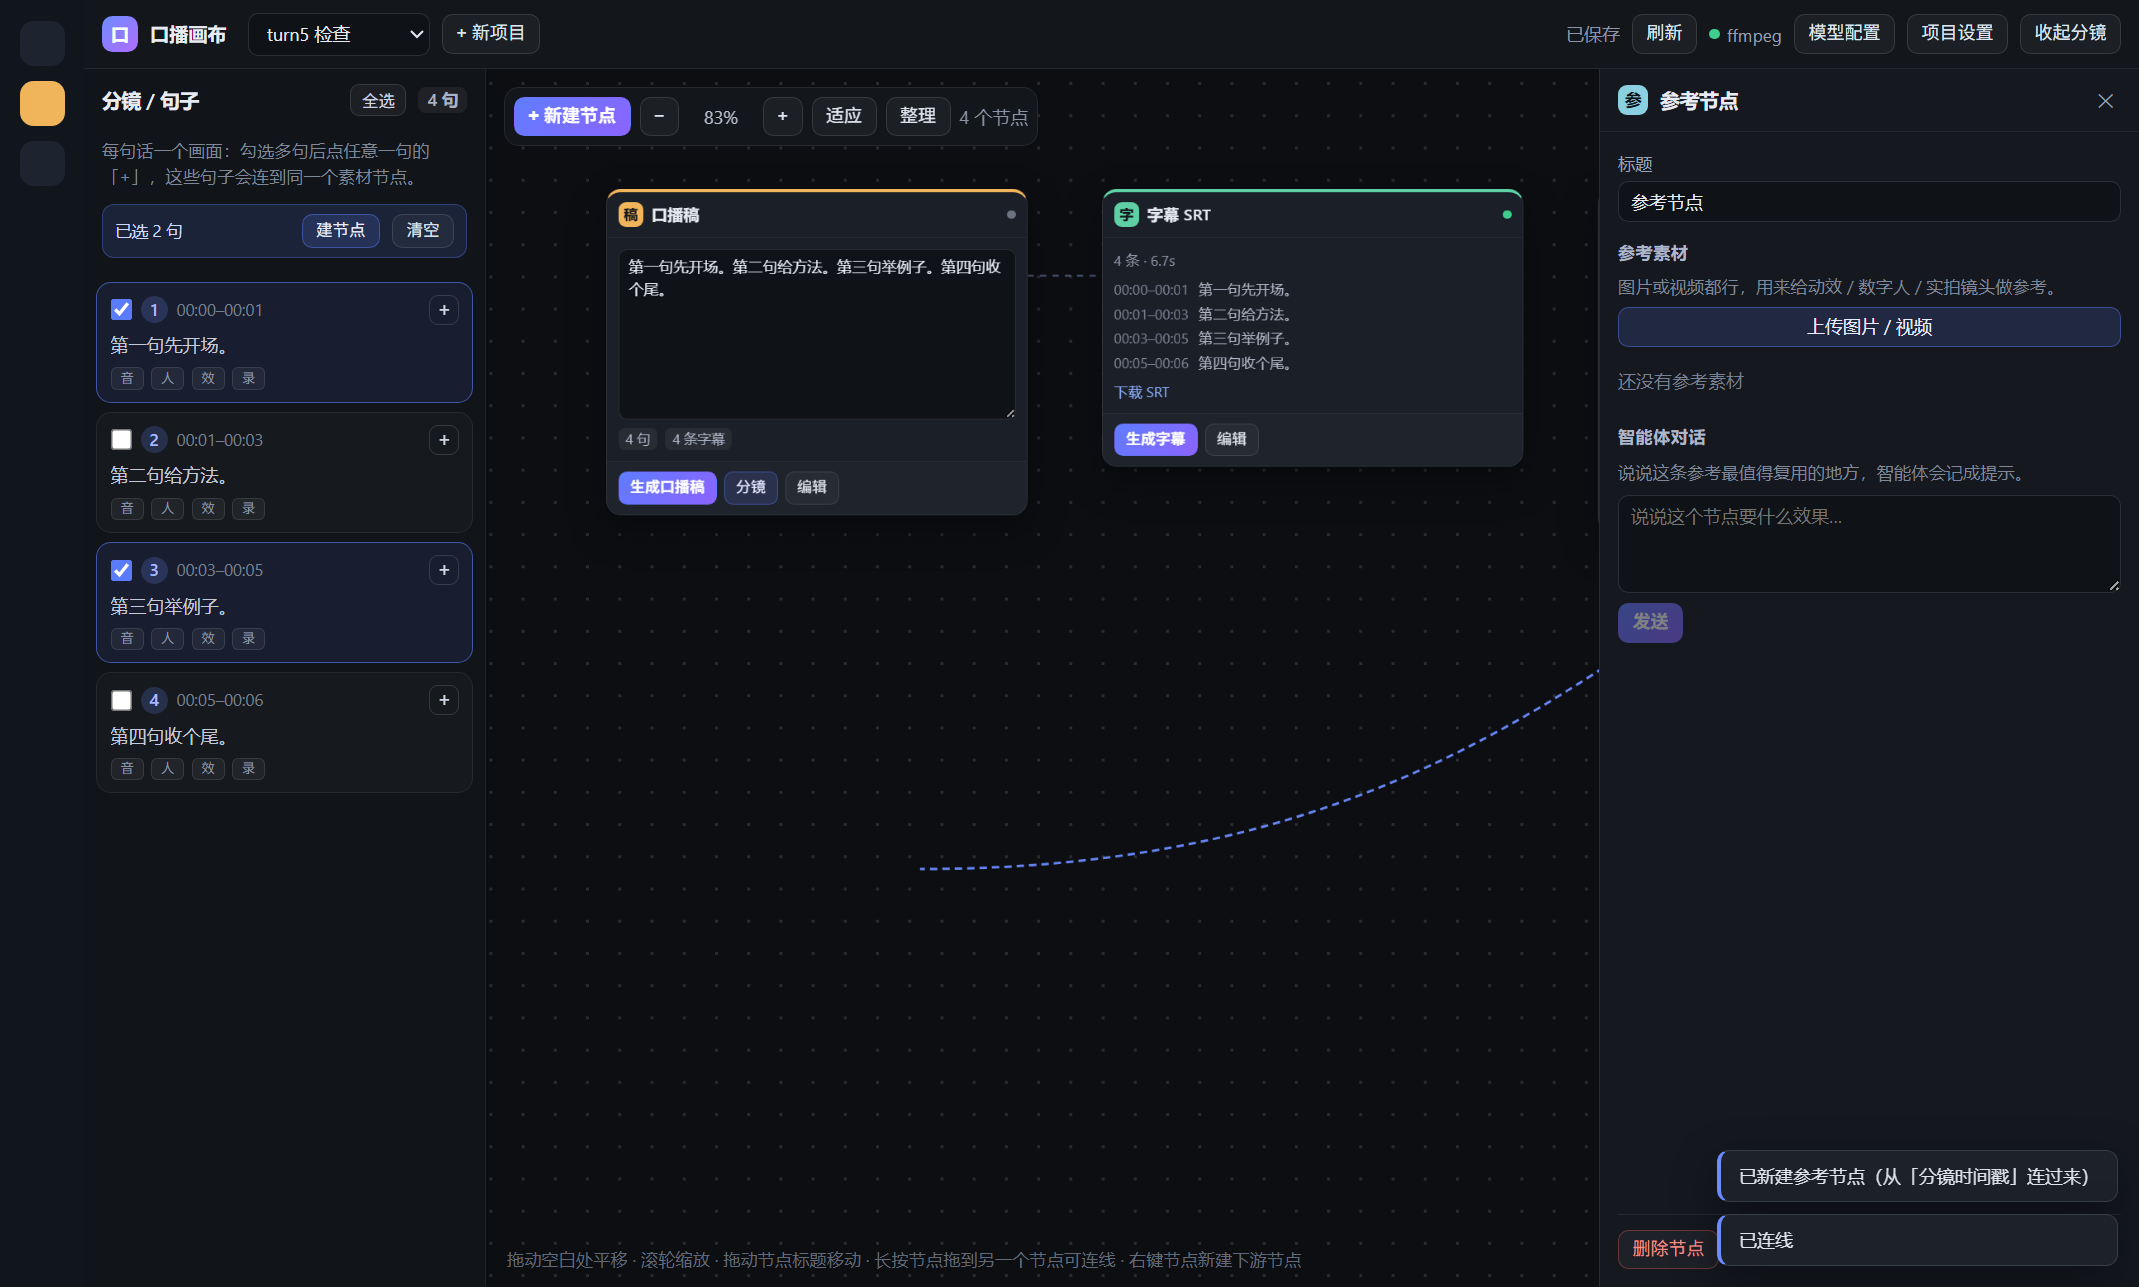 口 口播画布 turn5 检查 + 新项目 已保存 刷新 ffmpeg 模型配置 项目设置 收起分镜
分镜 / 句子 全选 4 句
每句话一个画面：勾选多句后点任意一句的
「+」，这些句子会连到同一个素材节点。
已选 2 句 建节点 清空
1 00:00–00:01 +
第一句先开场。
音 人 效 录
2 00:01–00:03 +
第二句给方法。
音 人 效 录
3 00:03–00:05 +
第三句举例子。
音 人 效 录
4 00:05–00:06 +
第四句收个尾。
音 人 效 录
+ 新建节点 − 83% + 适应 整理 4 个节点
稿 口播稿
第一句先开场。第二句给方法。第三句举例子。第四句收
个尾。
4 句 4 条字幕
生成口播稿 分镜 编辑
字 字幕 SRT
4 条 · 6.7s
00:00–00:01 第一句先开场。
00:01–00:03 第二句给方法。
00:03–00:05 第三句举例子。
00:05–00:06 第四句收个尾。
下载 SRT
生成字幕 编辑
拖动空白处平移 · 滚轮缩放 · 拖动节点标题移动 · 长按节点拖到另一个节点可连线 · 右键节点新建下游节点
参 参考节点
标题
参考节点
参考素材
图片或视频都行，用来给动效 / 数字人 / 实拍镜头做参考。
上传图片 / 视频
还没有参考素材
智能体对话
说说这条参考最值得复用的地方，智能体会记成提示。
说说这个节点要什么效果...
发送
已新建参考节点（从「分镜时间戳」连过来）
删除节点 已连线